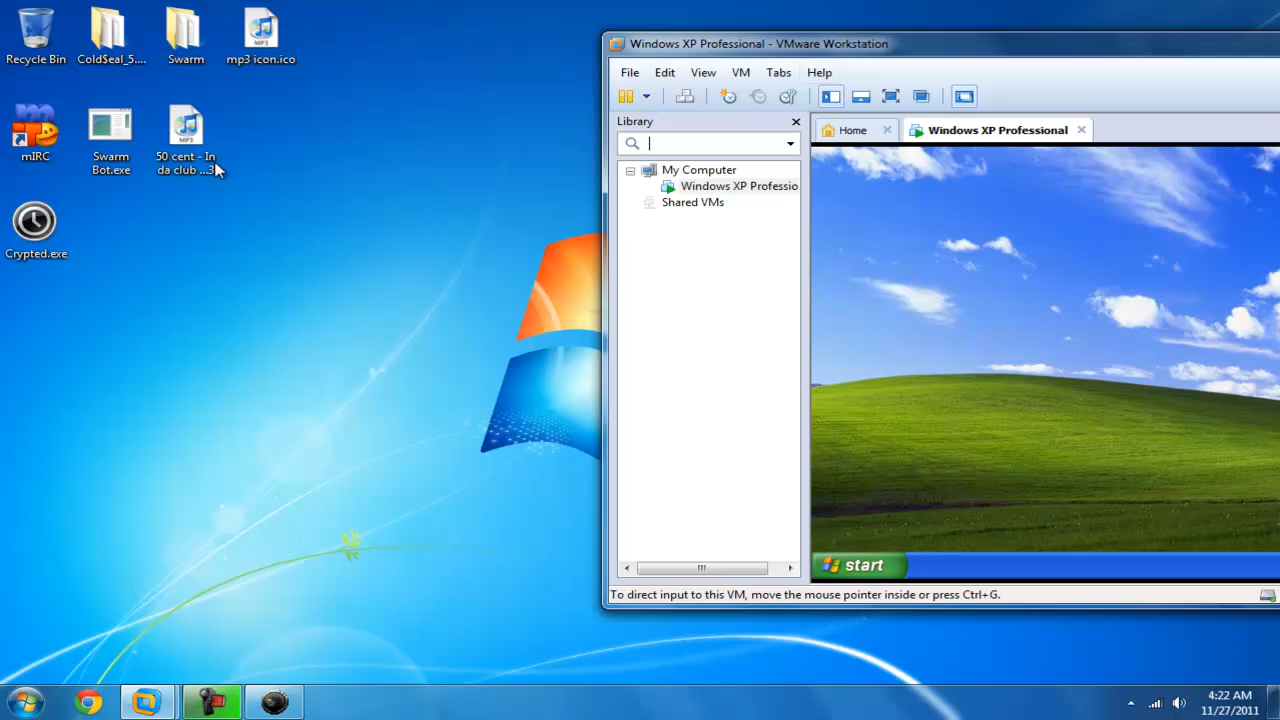 Recycle Bin
Cold$eal_5....
Swarm
MP3
mp3 icon.ico
mIRC
Swarm
Bot.exe
MP3
50 cent - In
da club ...3
Crypted.exe
Windows XP Professional - VMware Workstation
File Edit View VM Tabs Help
Library
Home
Windows XP Professional
My Computer
Windows XP Professio
Shared VMs
start
To direct input to this VM, move the mouse pointer inside or press Ctrl+G.
4:22 AM
11/27/2011